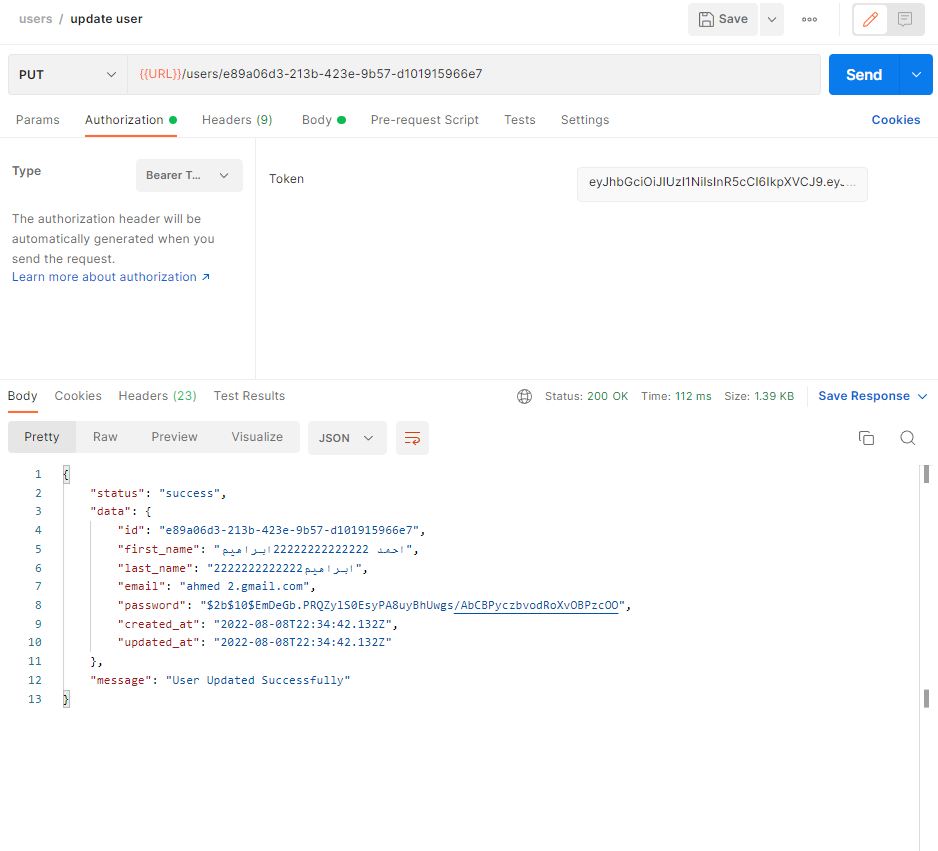 users / update user
Save
PUT
{{URL}}/users/e89a06d3-213b-423e-9b57-d101915966e7
Send
Params Authorization Headers (9) Body Pre-request Script Tests Settings Cookies
Type
Bearer T...
Token
eyJhbGciOiJIUzI1NiIsInR5cCI6IkpXVCJ9.eyJ...
The authorization header will be
automatically generated when you
send the request.
Learn more about authorization ↗
Body Cookies Headers (23) Test Results Status: 200 OK Time: 112 ms Size: 1.39 KB Save Response
Pretty Raw Preview Visualize JSON
1 {
2 "status": "success",
3 "data": {
4 "id": "e89a06d3-213b-423e-9b57-d101915966e7",
5 "first_name": "احمد 22222222222222ابراهيم",
6 "last_name": "ابراهيم2222222222222",
7 "email": "ahmed 2.gmail.com",
8 "password": "$2b$10$EmDeGb.PRQZylS0EsyPA8uyBhUwgs/AbCBPyczbvodRoXvOBPzcOO",
9 "created_at": "2022-08-08T22:34:42.132Z",
10 "updated_at": "2022-08-08T22:34:42.132Z"
11 },
12 "message": "User Updated Successfully"
13 }